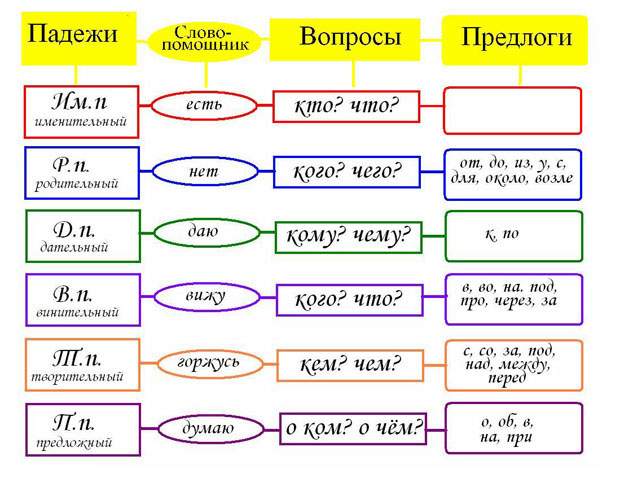 Падежи
Слово-
помощник
Вопросы
Предлоги
Им.п
именительный
есть
кто? что?
Р.п.
родительный
нет
кого? чего?
от, до, из, у, с,
для, около, возле
Д.п.
дательный
даю
кому? чему?
к, по
В.п.
винительный
вижу
кого? что?
в, во, на. под,
про, через, за
Т.п.
творительный
горжусь
кем? чем?
с, со, за, под,
над, между,
перед
П.п.
предложный
думаю
о ком? о чём?
о, об, в,
на, при